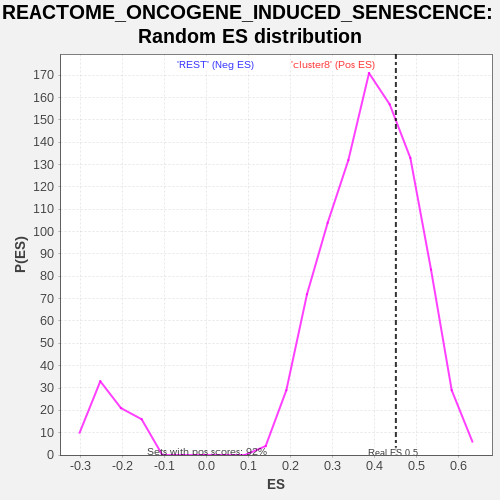 REACTOME_ONCOGENE_INDUCED_SENESCENCE:
Random ES distribution
'REST' (Neg ES) 'cluster8' (Pos ES)
P(ES)
170
160
150
140
130
120
110
100
90
80
70
60
50
40
30
20
10
0
Sets with pos scores: 92%
Real ES 0.5
-0.3 -0.2 -0.1 0.0 0.1 0.2 0.3 0.4 0.5 0.6
ES